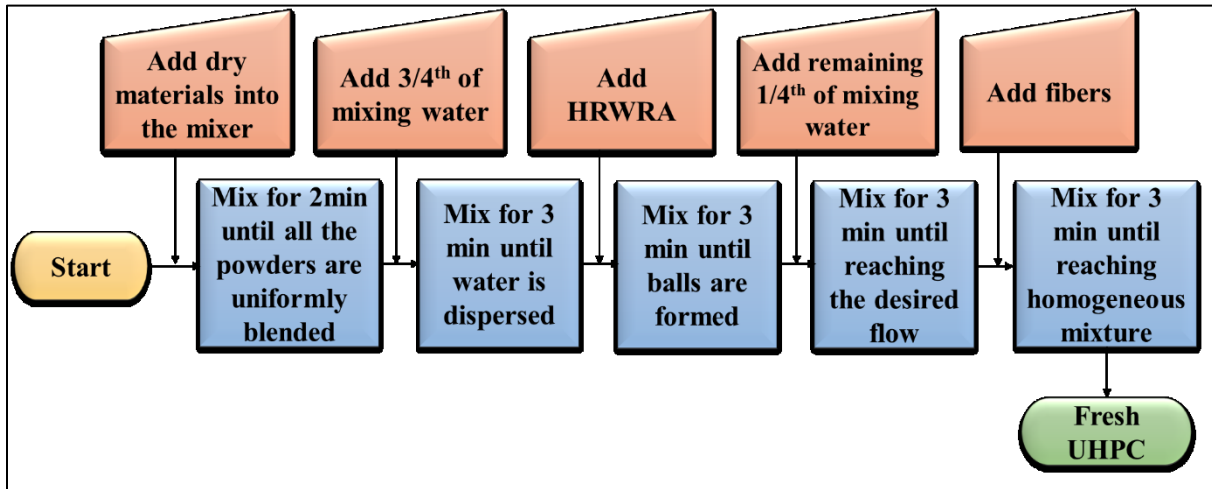 Add dry
materials into
the mixer
Add 3/4th of
mixing water
Add
HRWRA
Add remaining
1/4th of mixing
water
Add fibers
Start
Mix for 2min
until all the
powders are
uniformly
blended
Mix for 3
min until
water is
dispersed
Mix for 3
min until
balls are
formed
Mix for 3
min until
reaching
the desired
flow
Mix for 3
min until
reaching
homogeneous
mixture
Fresh
UHPC